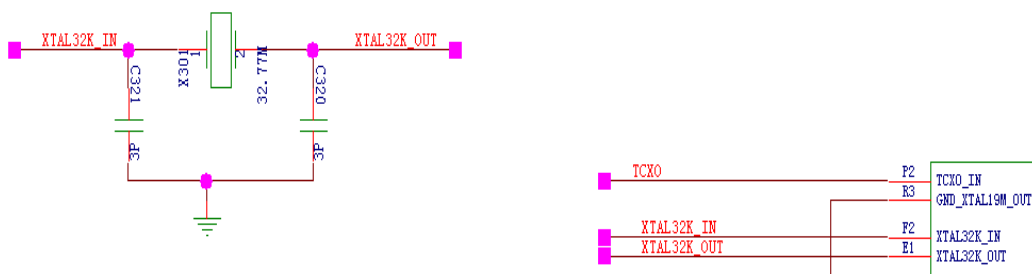 XTAL32K_IN
XTAL32K_OUT
X301
1
2
32.77M
C321
3P
C320
3P
TCXO
P2
TCXO_IN
R3
GND_XTAL19M_OUT
XTAL32K_IN
F2
XTAL32K_IN
XTAL32K_OUT
E1
XTAL32K_OUT